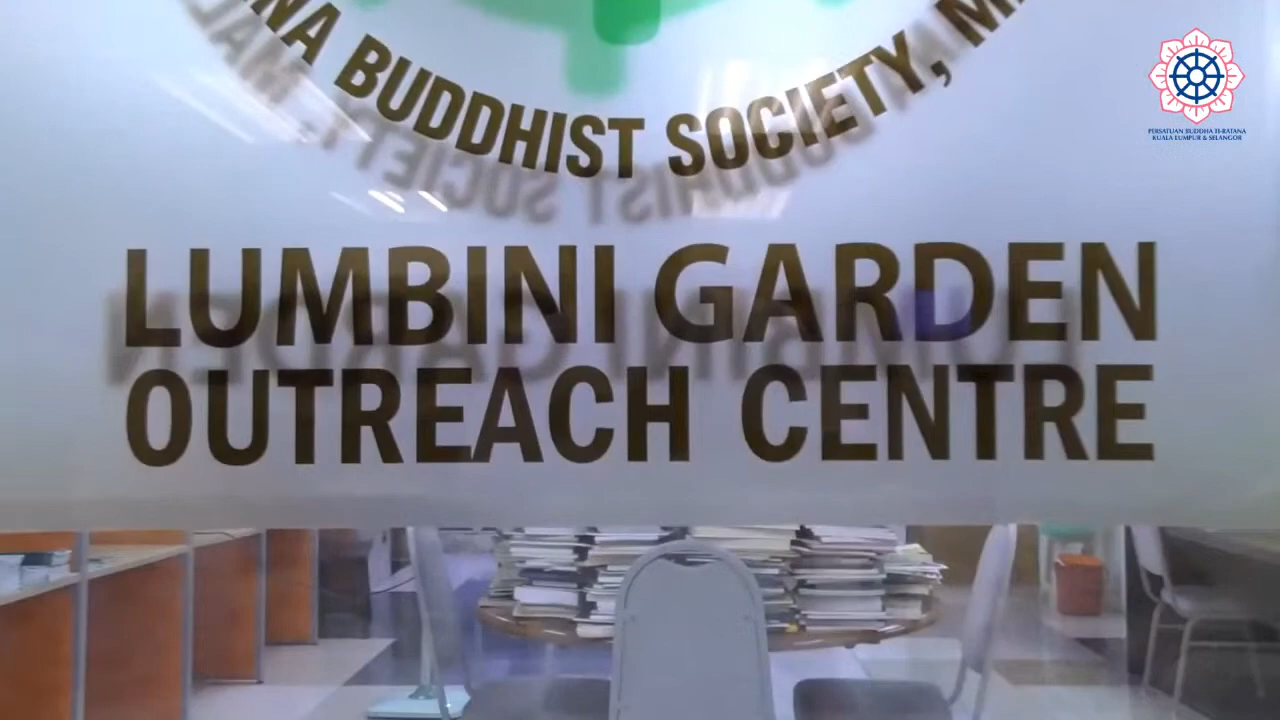 BUDDHIST SOCIETY,
PERSATUAN BUDDHA TI-RATANA
KUALA LUMPUR & SELANGOR
LUMBINI GARDEN
OUTREACH CENTRE